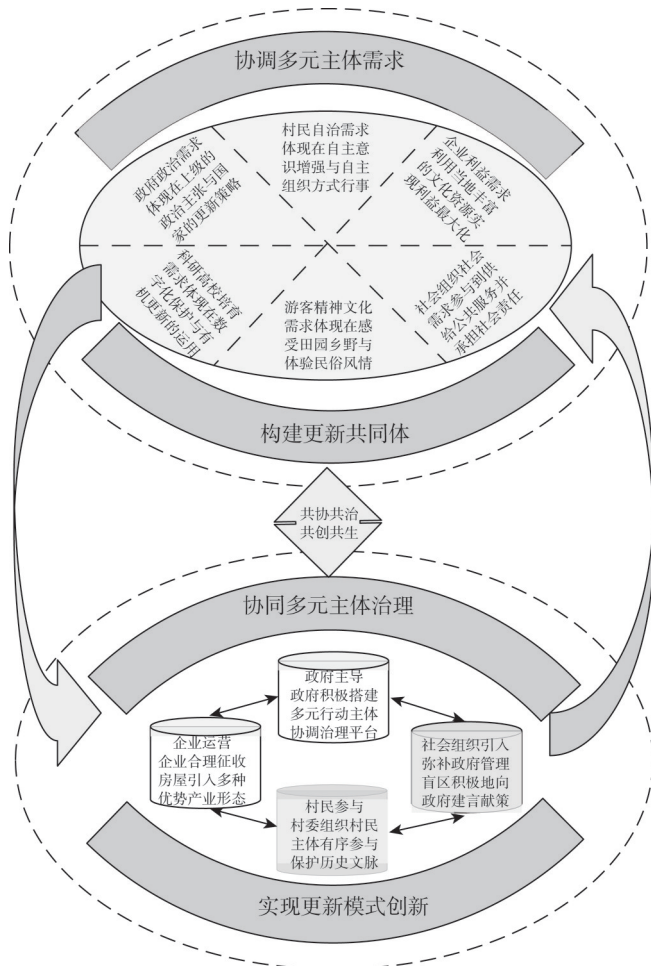 协调多元主体需求
政府政治需求
体现在上级的
政治主张与国
家的更新策略
村民自治需求
体现在自主意
识增强与自主
组织方式行事
企业利益需求
利用当地丰富
的文化资源实
现利益最大化
科研高校培育
需求体现在数
字化保护与有
机更新的运用
游客精神文化
需求体现在感
受田园乡野与
体验民俗风情
社会组织社会
需求参与到供
给公共服务并
承担社会责任
构建更新共同体
共协共治
共创共生
协同多元主体治理
政府主导
政府积极搭建
多元行动主体
协调治理平台
企业运营
企业合理征收
房屋引入多种
优势产业形态
社会组织引入
弥补政府管理
盲区积极地向
政府建言献策
村民参与
村委组织村民
主体有序参与
保护历史文脉
实现更新模式创新